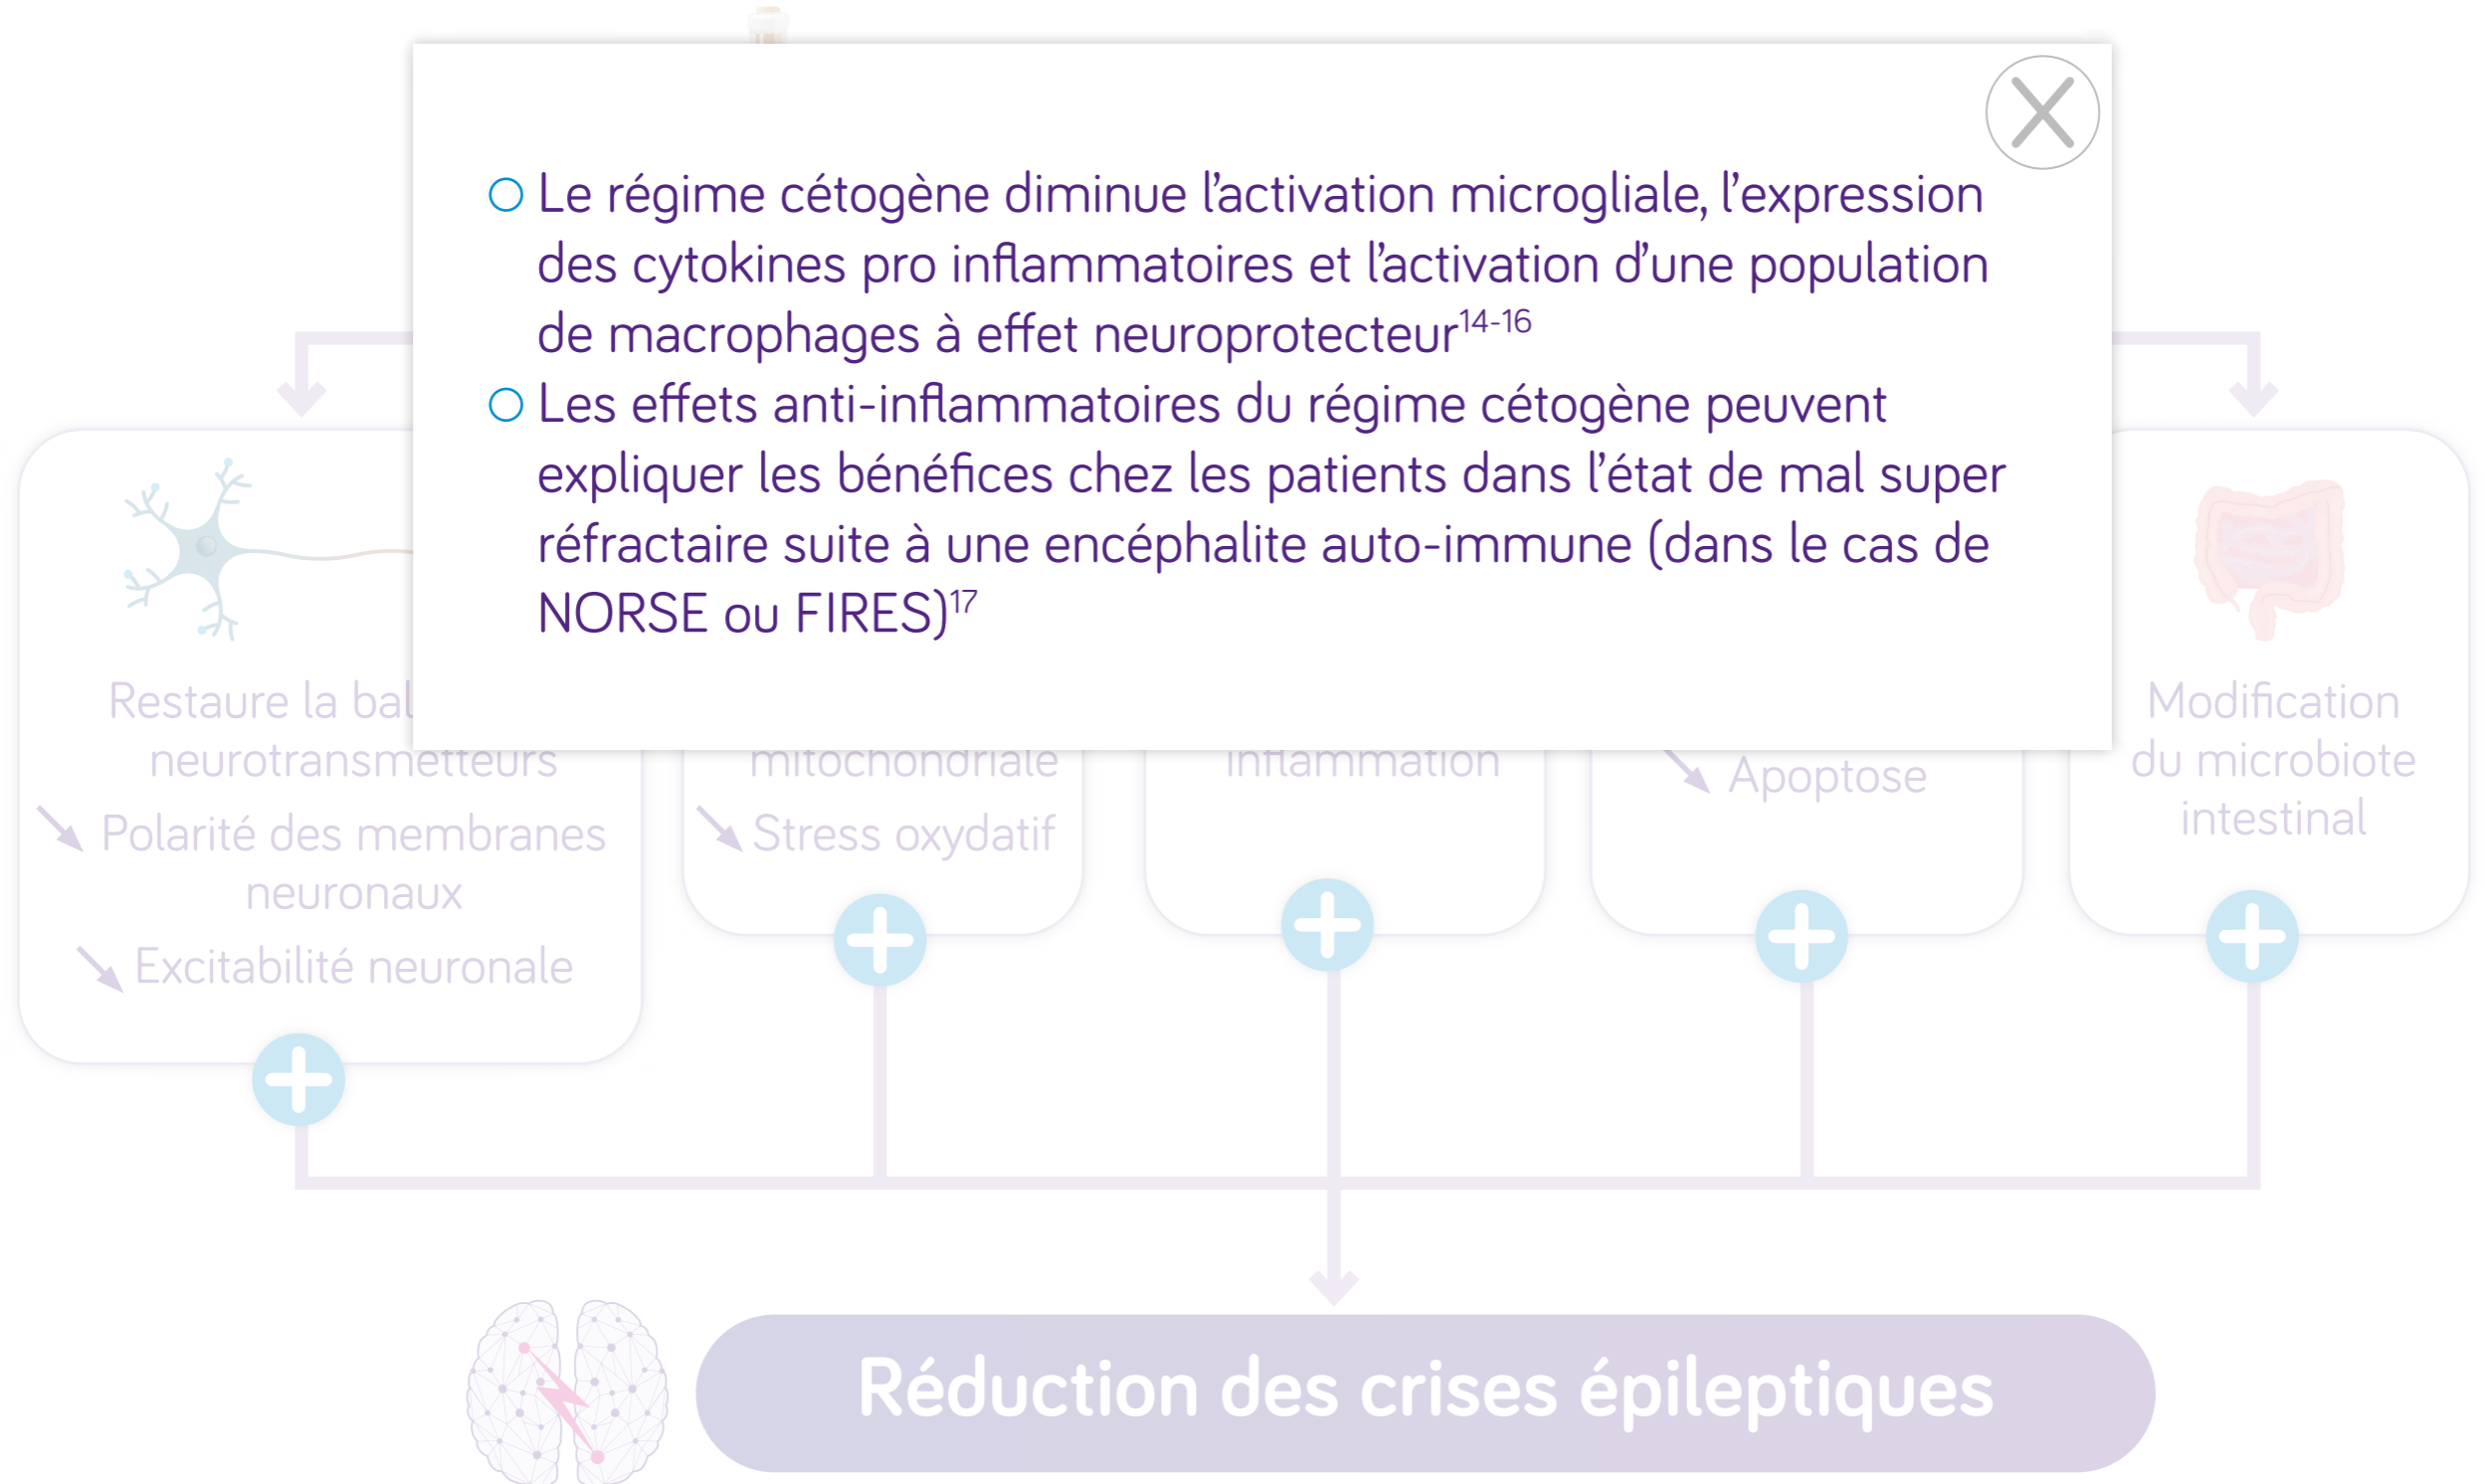 Le régime cétogène diminue l’activation microgliale, l’expression
des cytokines pro inflammatoires et l’activation d’une population
de macrophages à effet neuroprotecteur14-16
Les effets anti-inflammatoires du régime cétogène peuvent
expliquer les bénéfices chez les patients dans l’état de mal super
réfractaire suite à une encéphalite auto-immune (dans le cas de
NORSE ou FIRES)17
Restaure la
neurotransmetteurs
Polarité des membranes
neuronaux
Excitabilité neuronale
mitochondriale
Stress oxydatif
inflammation
Apoptose
Modification
du microbiote
intestinal
Réduction des crises épileptiques